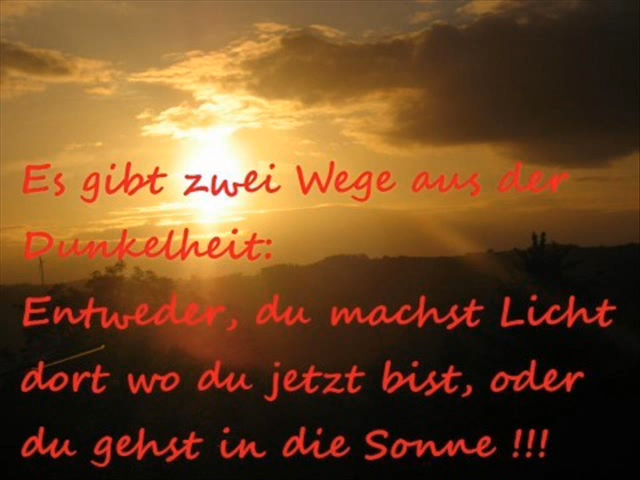 Es gibt zwei Wege aus der
Dunkelheit:
Entweder, du machst Licht
dort wo du jetzt bist, oder
du gehst in die Sonne !!!